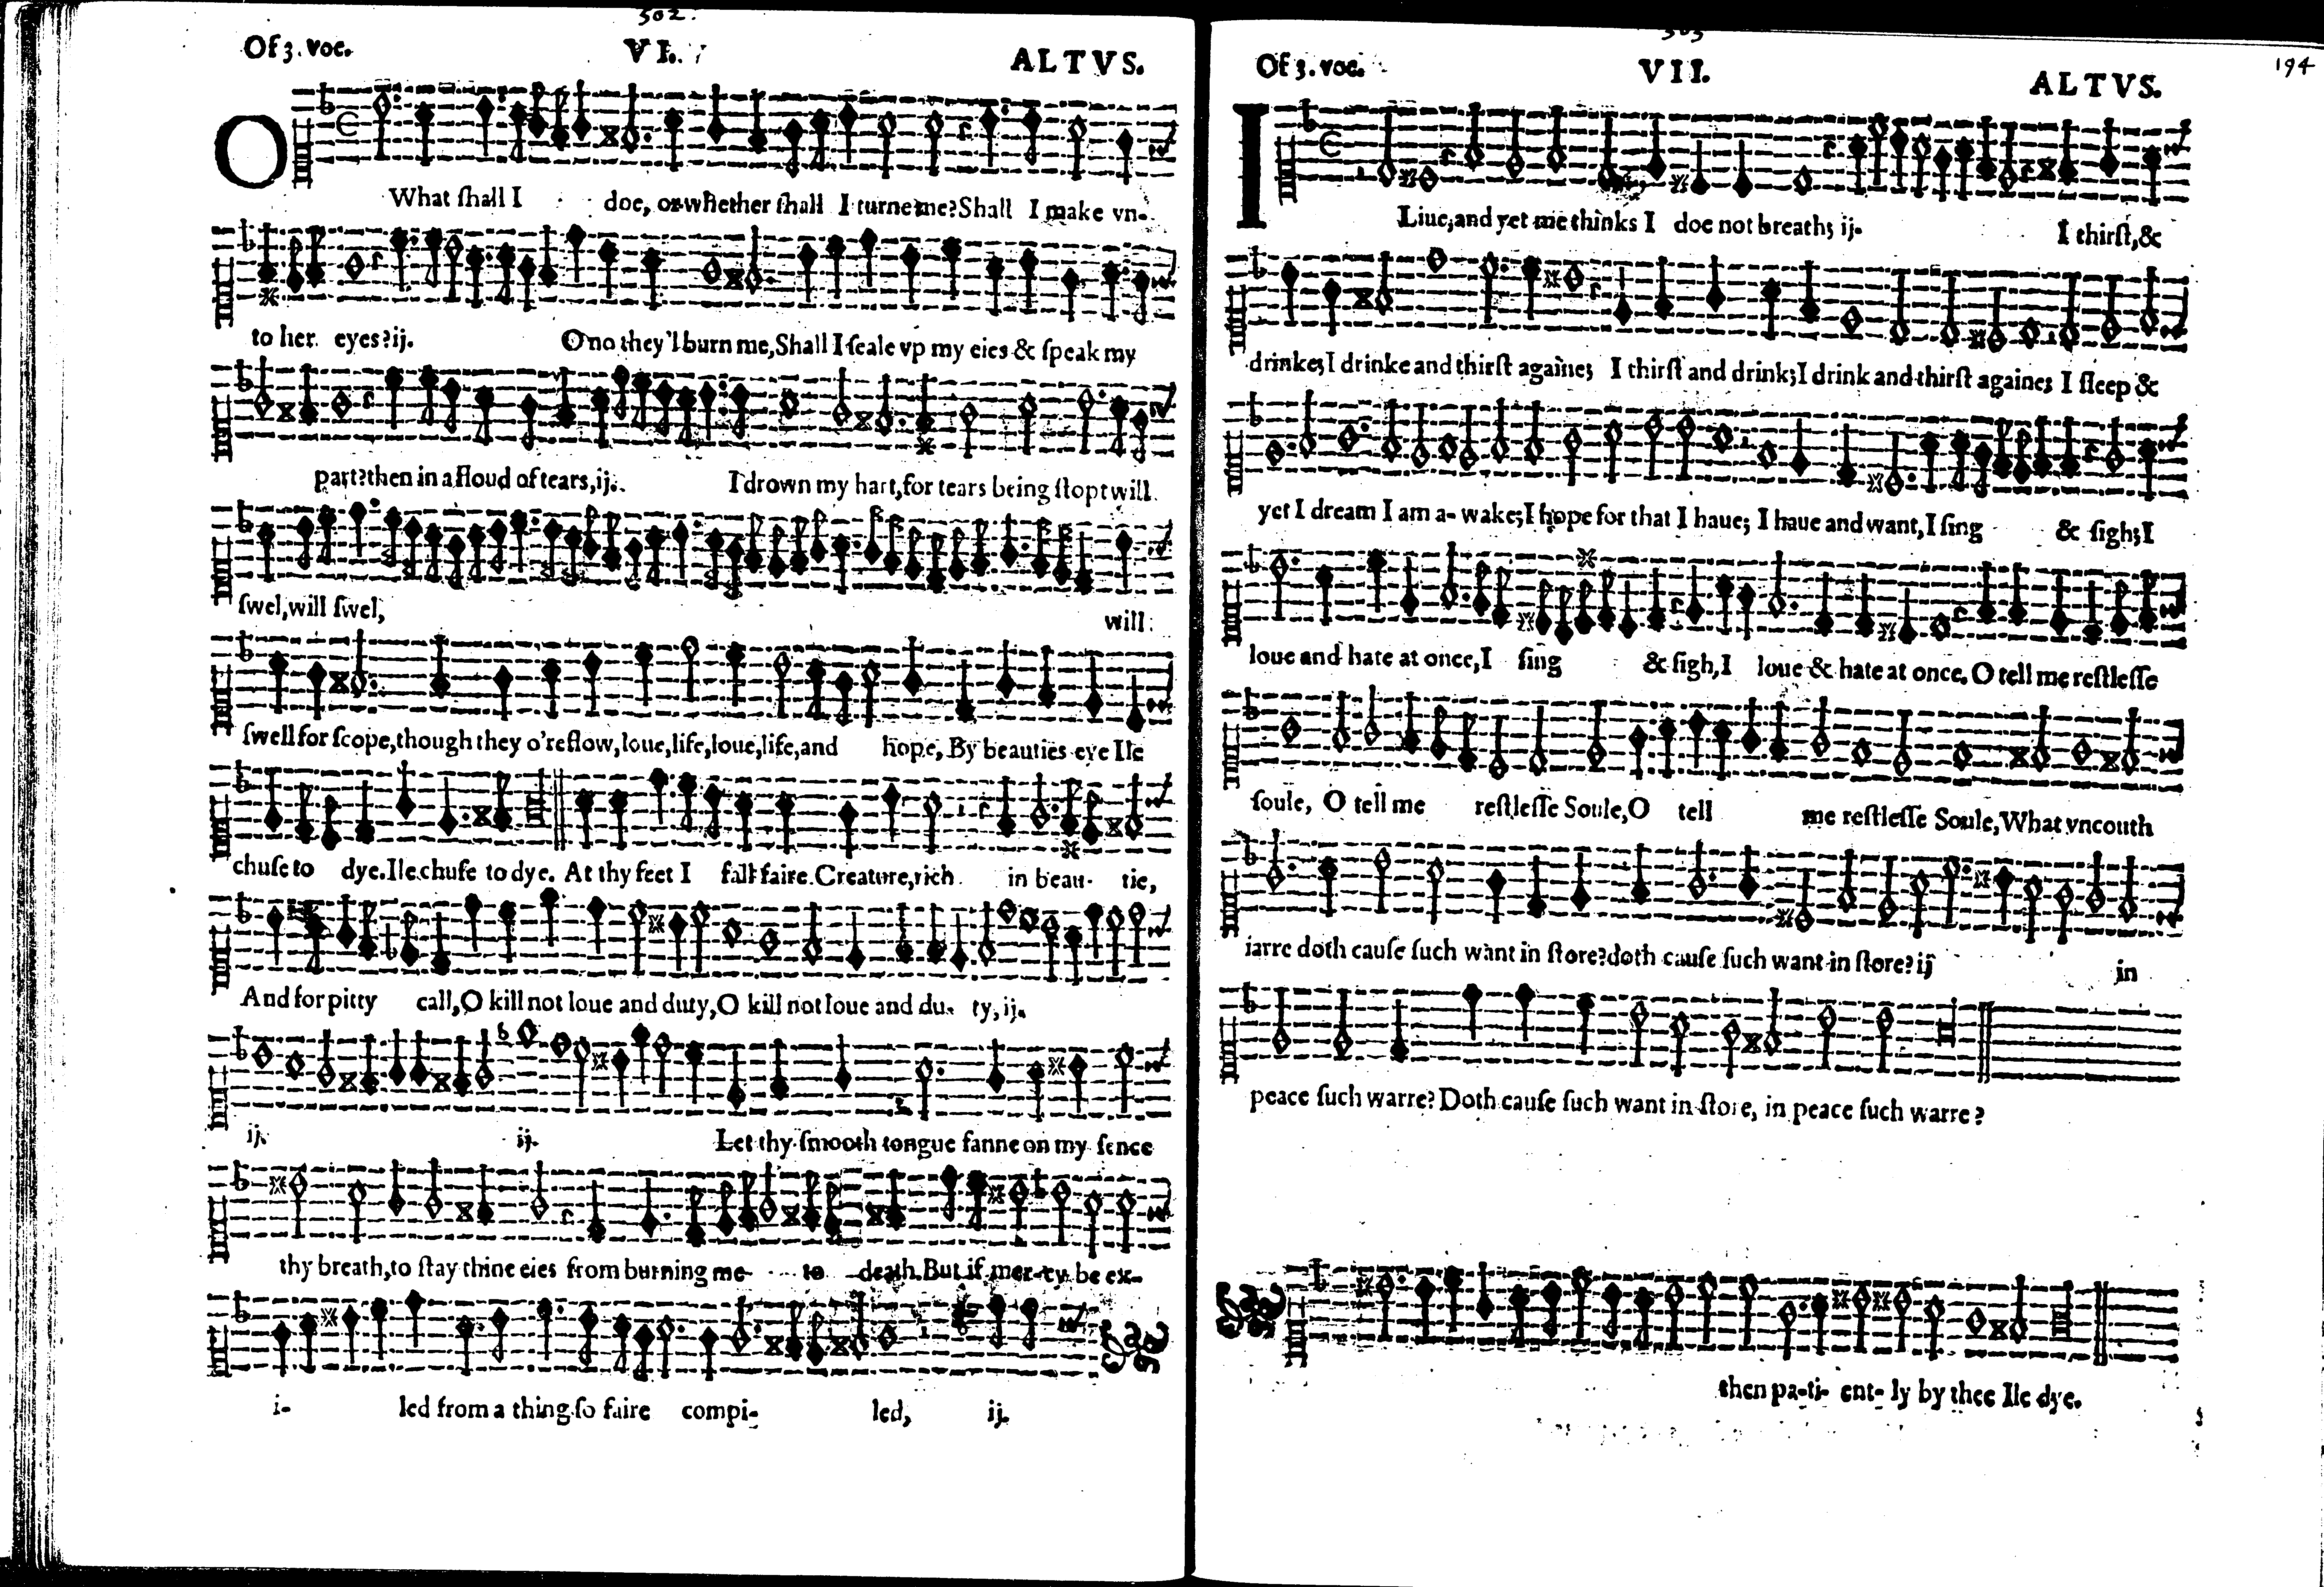 302.
Of 3. voc. VI. ALTVS.
O
What ſhall I doe, or whether ſhall I turne me? Shall I make vn-
to her eyes? ij. O no they'l burn me, Shall I ſeale vp my eies & ſpeak my
part? then in a floud of tears, ij. I drown my hart, for tears being ſtopt will
ſwel, will ſwel, will
ſwell for ſcope, though they o'reflow, loue, life, loue, life, and hope, By beauties eye Ile
chuſe to dye. Ile chuſe to dye. At thy feet I fall faire Creature, rich in beau- tie,
And for pitty call, O kill not loue and duty, O kill not loue and du- ty, ij.
ij. ij. Let thy ſmooth tongue fanne on my ſence
thy breath, to ſtay thine eies from burning me to death. But if mer-cy be ex-
i- led from a thing ſo faire compi- led, ij.
303
194
Of 3. voc. VII. ALTVS.
I
Liue, and yet me thinks I doe not breath; ij. I thirſt, &
drinke; I drinke and thirſt againe; I thirſt and drink; I drink and thirſt againe; I ſleep &
yet I dream I am a- wake; I hope for that I haue; I haue and want, I ſing & ſigh; I
loue and hate at once, I ſing & ſigh, I loue & hate at once. O tell me reſtleſſe
ſoule, O tell me reſtleſſe Soule, O tell me reſtleſſe Soule, What vncouth
iarre doth cauſe ſuch want in ſtore? doth cauſe ſuch want in ſtore? ij in
peace ſuch warre? Doth cauſe ſuch want in ſtore, in peace ſuch warre?
then pa-ti- ent- ly by thee Ile dye.